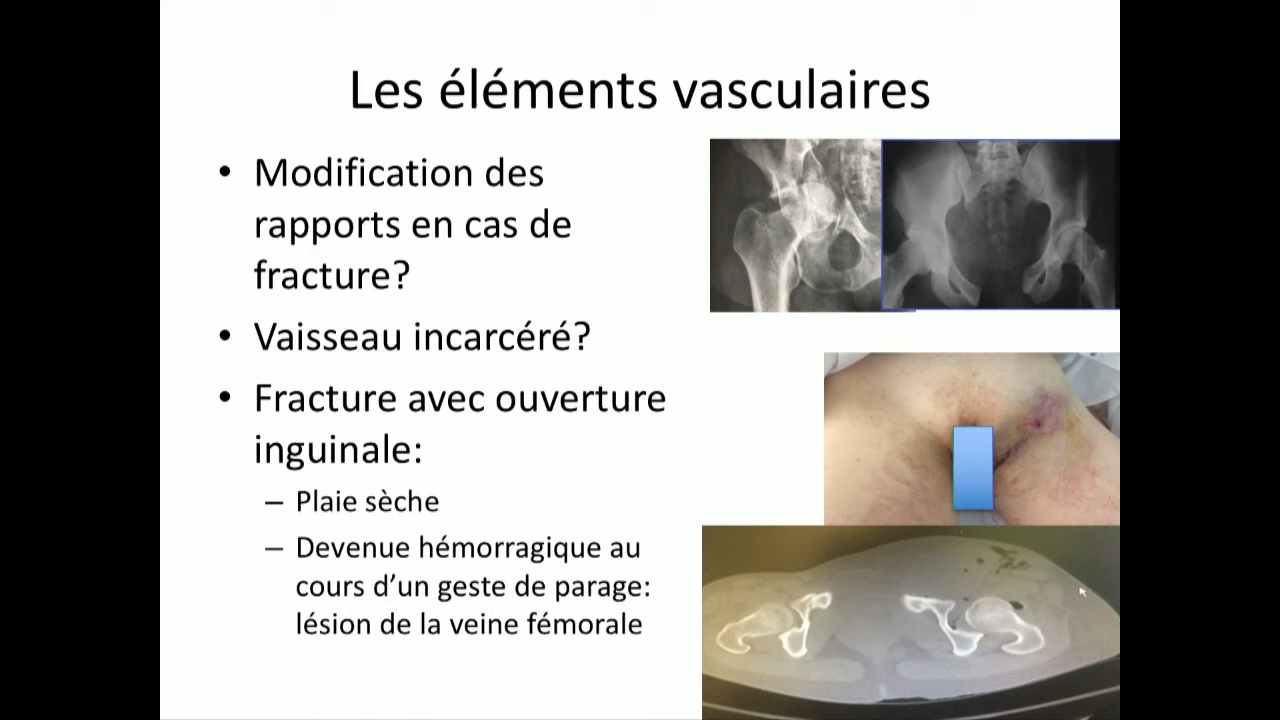 Les éléments vasculaires
• Modification des
rapports en cas de
fracture?
• Vaisseau incarcéré?
• Fracture avec ouverture
inguinale:
– Plaie sèche
– Devenue hémorragique au
cours d’un geste de parage:
lésion de la veine fémorale